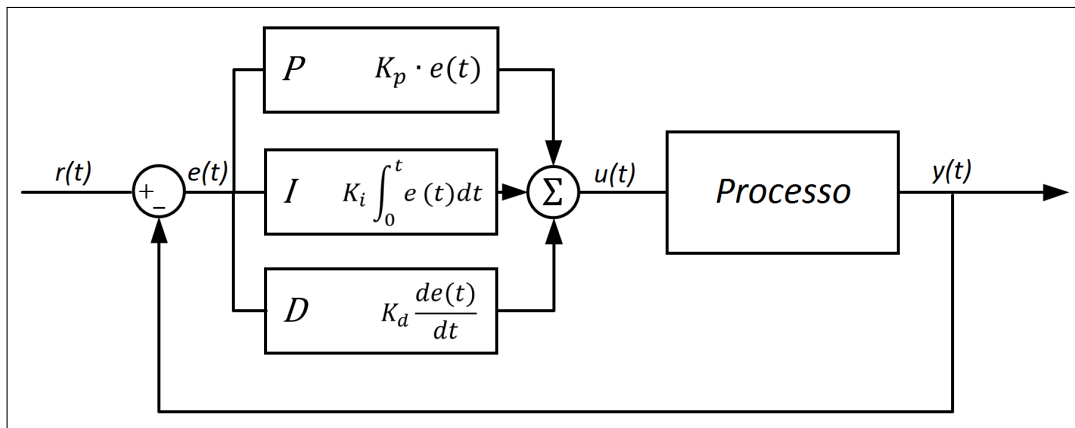 P K_p · e(t)
r(t) + − e(t)
I K_i ∫_0^t e (t)dt
Σ u(t) Processo y(t)
D K_d de(t)/dt